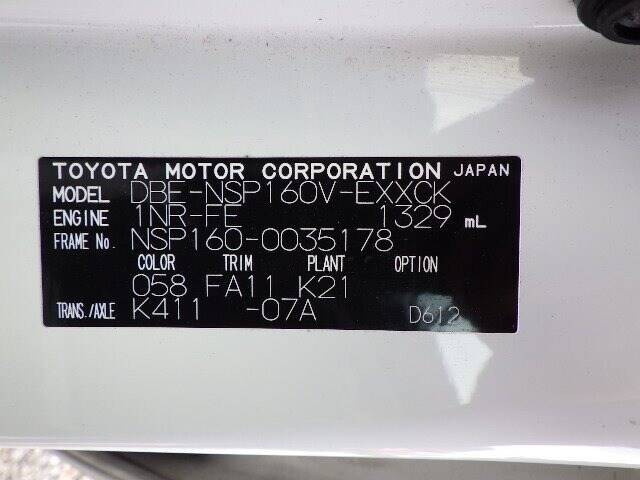 TOYOTA MOTOR CORPORATION JAPAN
MODEL DBE-NSP160V-EXXCK
ENGINE 1NR-FE 1329 mL
FRAME No. NSP160-0035178
COLOR TRIM PLANT OPTION
058 FA11 K21
TRANS./AXLE K411 -07A D612